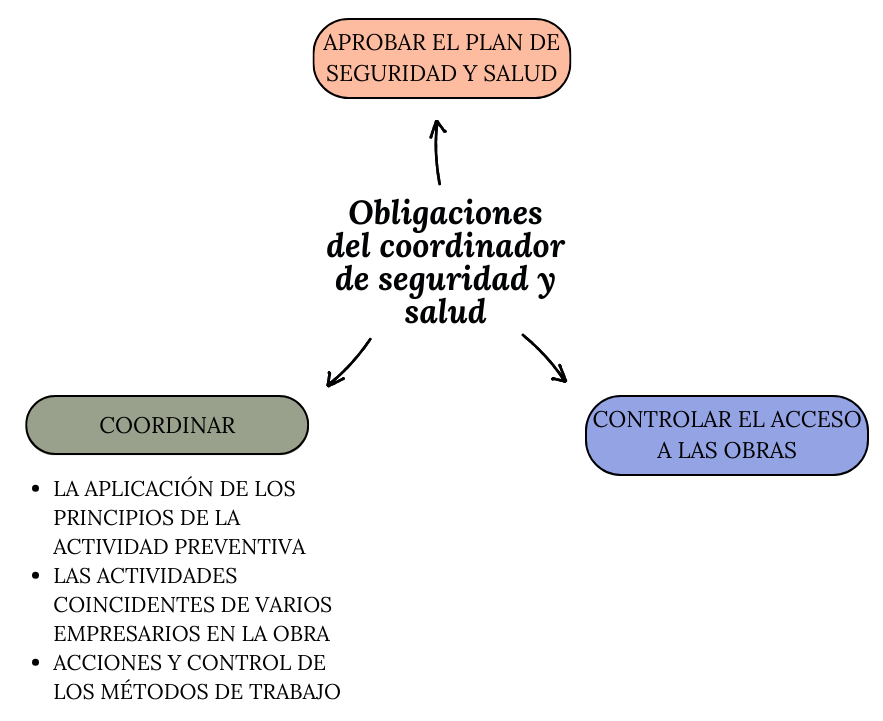 APROBAR EL PLAN DE
SEGURIDAD Y SALUD
Obligaciones
del coordinador
de seguridad y
salud
COORDINAR
• LA APLICACIÓN DE LOS
PRINCIPIOS DE LA
ACTIVIDAD PREVENTIVA
• LAS ACTIVIDADES
COINCIDENTES DE VARIOS
EMPRESARIOS EN LA OBRA
• ACCIONES Y CONTROL DE
LOS MÉTODOS DE TRABAJO
CONTROLAR EL ACCESO
A LAS OBRAS